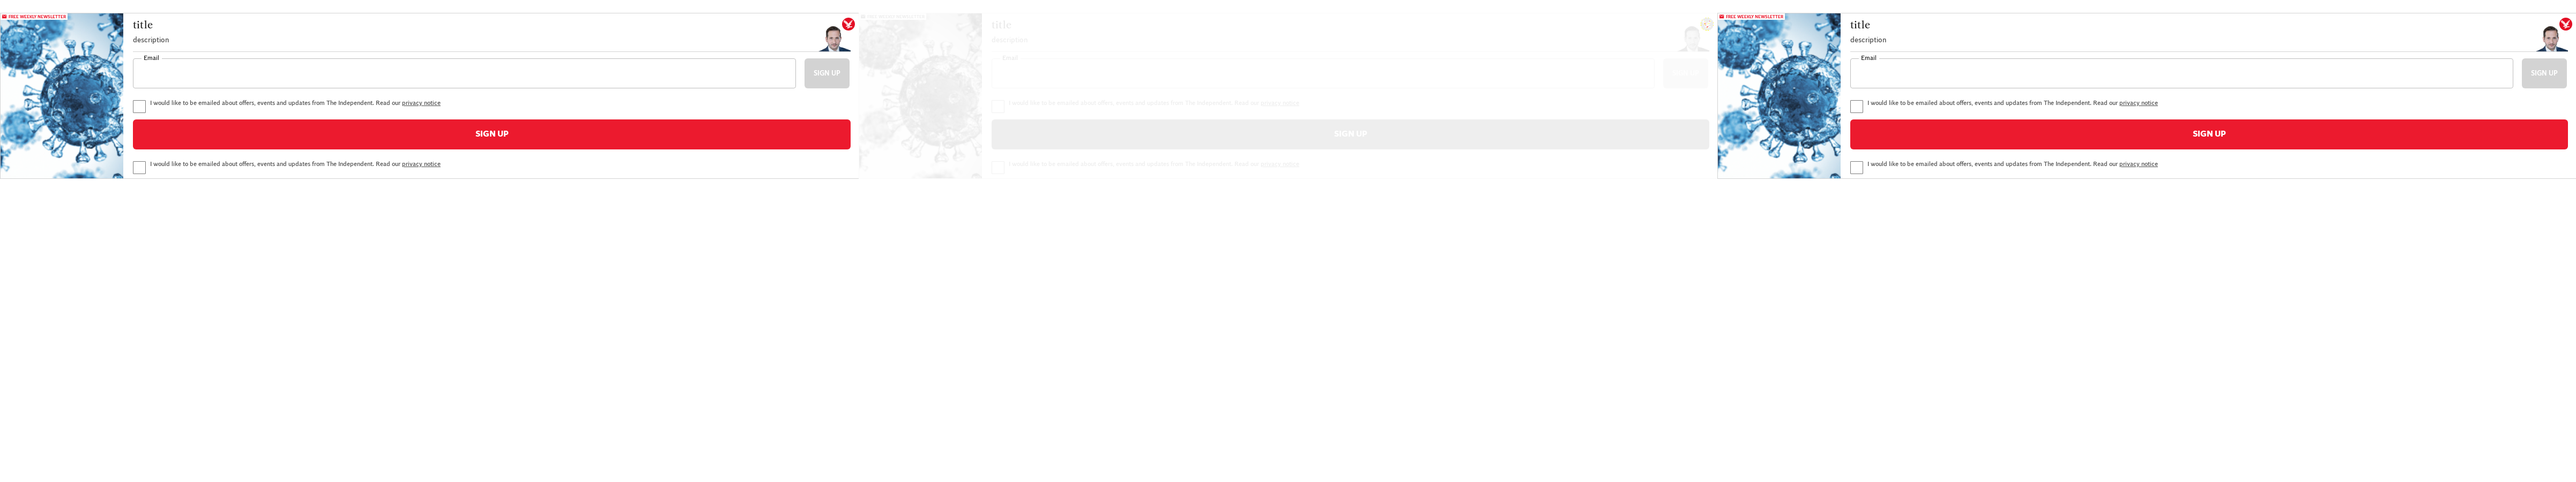 FREE WEEKLY NEWSLETTER
title
description
Email
SIGN UP
I would like to be emailed about offers, events and updates from The Independent. Read our privacy notice
SIGN UP
I would like to be emailed about offers, events and updates from The Independent. Read our privacy notice
FREE WEEKLY NEWSLETTER
title
description
Email
I would like to be emailed about offers, events and updates from The Independent. Read our privacy notice
SIGN UP
I would like to be emailed about offers, events and updates from The Independent. Read our privacy notice
FREE WEEKLY NEWSLETTER
title
description
Email
SIGN UP
I would like to be emailed about offers, events and updates from The Independent. Read our privacy notice
SIGN UP
I would like to be emailed about offers, events and updates from The Independent. Read our privacy notice